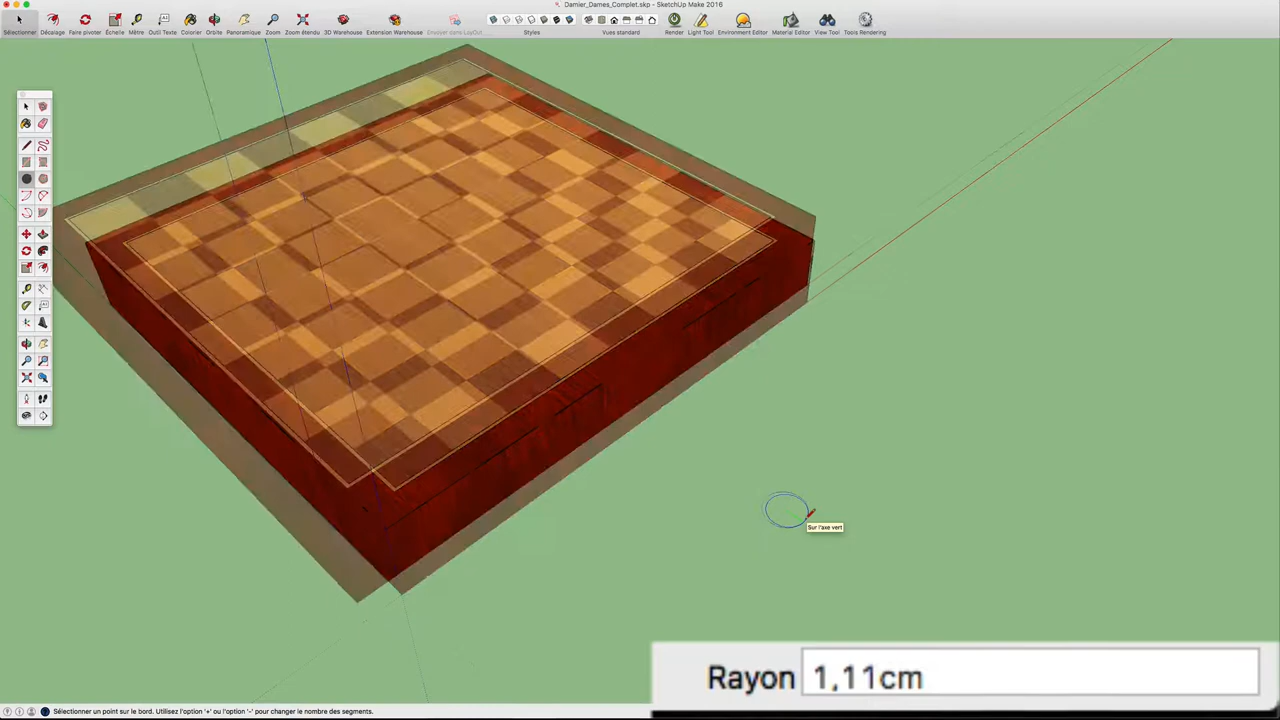 Damier_Dames_Complet.skp - SketchUp Make 2016
Sélectionner Décalage Faire pivoter Échelle Mètre Outil Texte Colorier Orbite Panoramique Zoom Zoom étendu 3D Warehouse Extension Warehouse Envoyer dans LayOut... Styles Vues standard Render Light Tool Environment Editor Material Editor View Tool Tools Rendering
Sur l'axe vert
Rayon 1,11cm
Sélectionner un point sur le bord. Utilisez l'option '+' ou l'option '-' pour changer le nombre des segments.